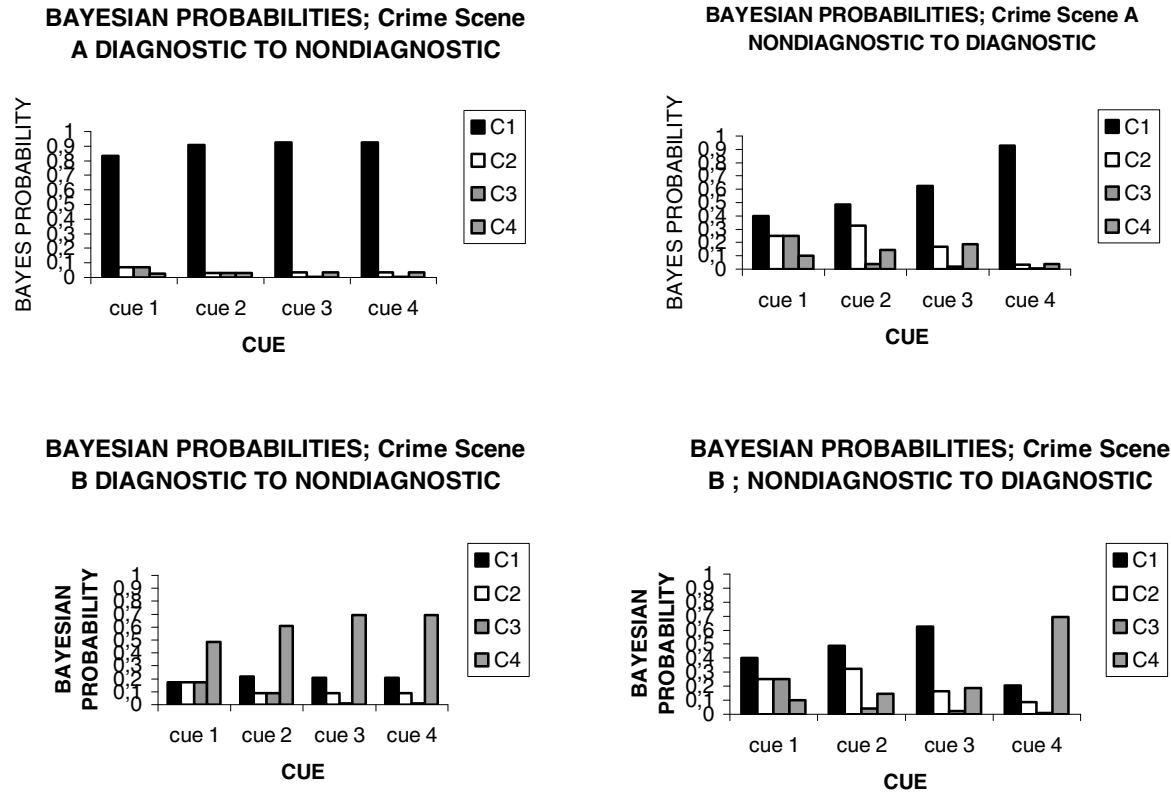 BAYESIAN PROBABILITIES; Crime Scene
A DIAGNOSTIC TO NONDIAGNOSTIC
BAYES PROBABILITY
1
0,9
0,8
0,7
0,6
0,5
0,4
0,3
0,2
0,1
0
cue 1 cue 2 cue 3 cue 4
CUE
C1
C2
C3
C4
BAYESIAN PROBABILITIES; Crime Scene A
NONDIAGNOSTIC TO DIAGNOSTIC
BAYES PROBABILITY
1
0,9
0,8
0,7
0,6
0,5
0,4
0,3
0,2
0,1
0
cue 1 cue 2 cue 3 cue 4
CUE
C1
C2
C3
C4
BAYESIAN PROBABILITIES; Crime Scene
B DIAGNOSTIC TO NONDIAGNOSTIC
BAYESIAN
PROBABILITY
1
0,9
0,8
0,7
0,6
0,5
0,4
0,3
0,2
0,1
0
cue 1 cue 2 cue 3 cue 4
CUE
C1
C2
C3
C4
BAYESIAN PROBABILITIES; Crime Scene
B ; NONDIAGNOSTIC TO DIAGNOSTIC
BAYESIAN
PROBABILITY
1
0,9
0,8
0,7
0,6
0,5
0,4
0,3
0,2
0,1
0
cue 1 cue 2 cue 3 cue 4
CUE
C1
C2
C3
C4